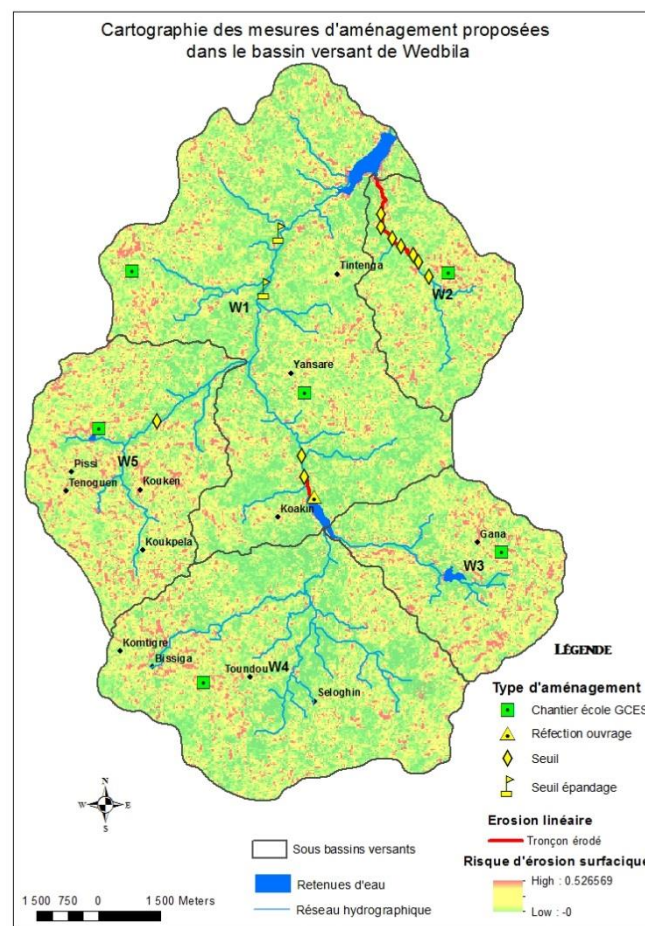 Cartographie des mesures d'aménagement proposées
dans le bassin versant de Wedbila
Tintenga
W2
W1
Yansare
W5
Pissi
Tenoguen
Kouken
Koakin
Gana
Koukpela
W3
Komtigre
Bissiga
Toundou
W4
Seloghin
LÉGENDE
Type d'aménagement
Chantier école GCES
Réfection ouvrage
Seuil
Seuil épandage
N
W
E
S
Erosion linéaire
Tronçon érodé
Sous bassins versants
Risque d'érosion surfacique
High : 0.526569
Retenues d'eau
Low : -0
Réseau hydrographique
1 500 750 0 1 500 Meters